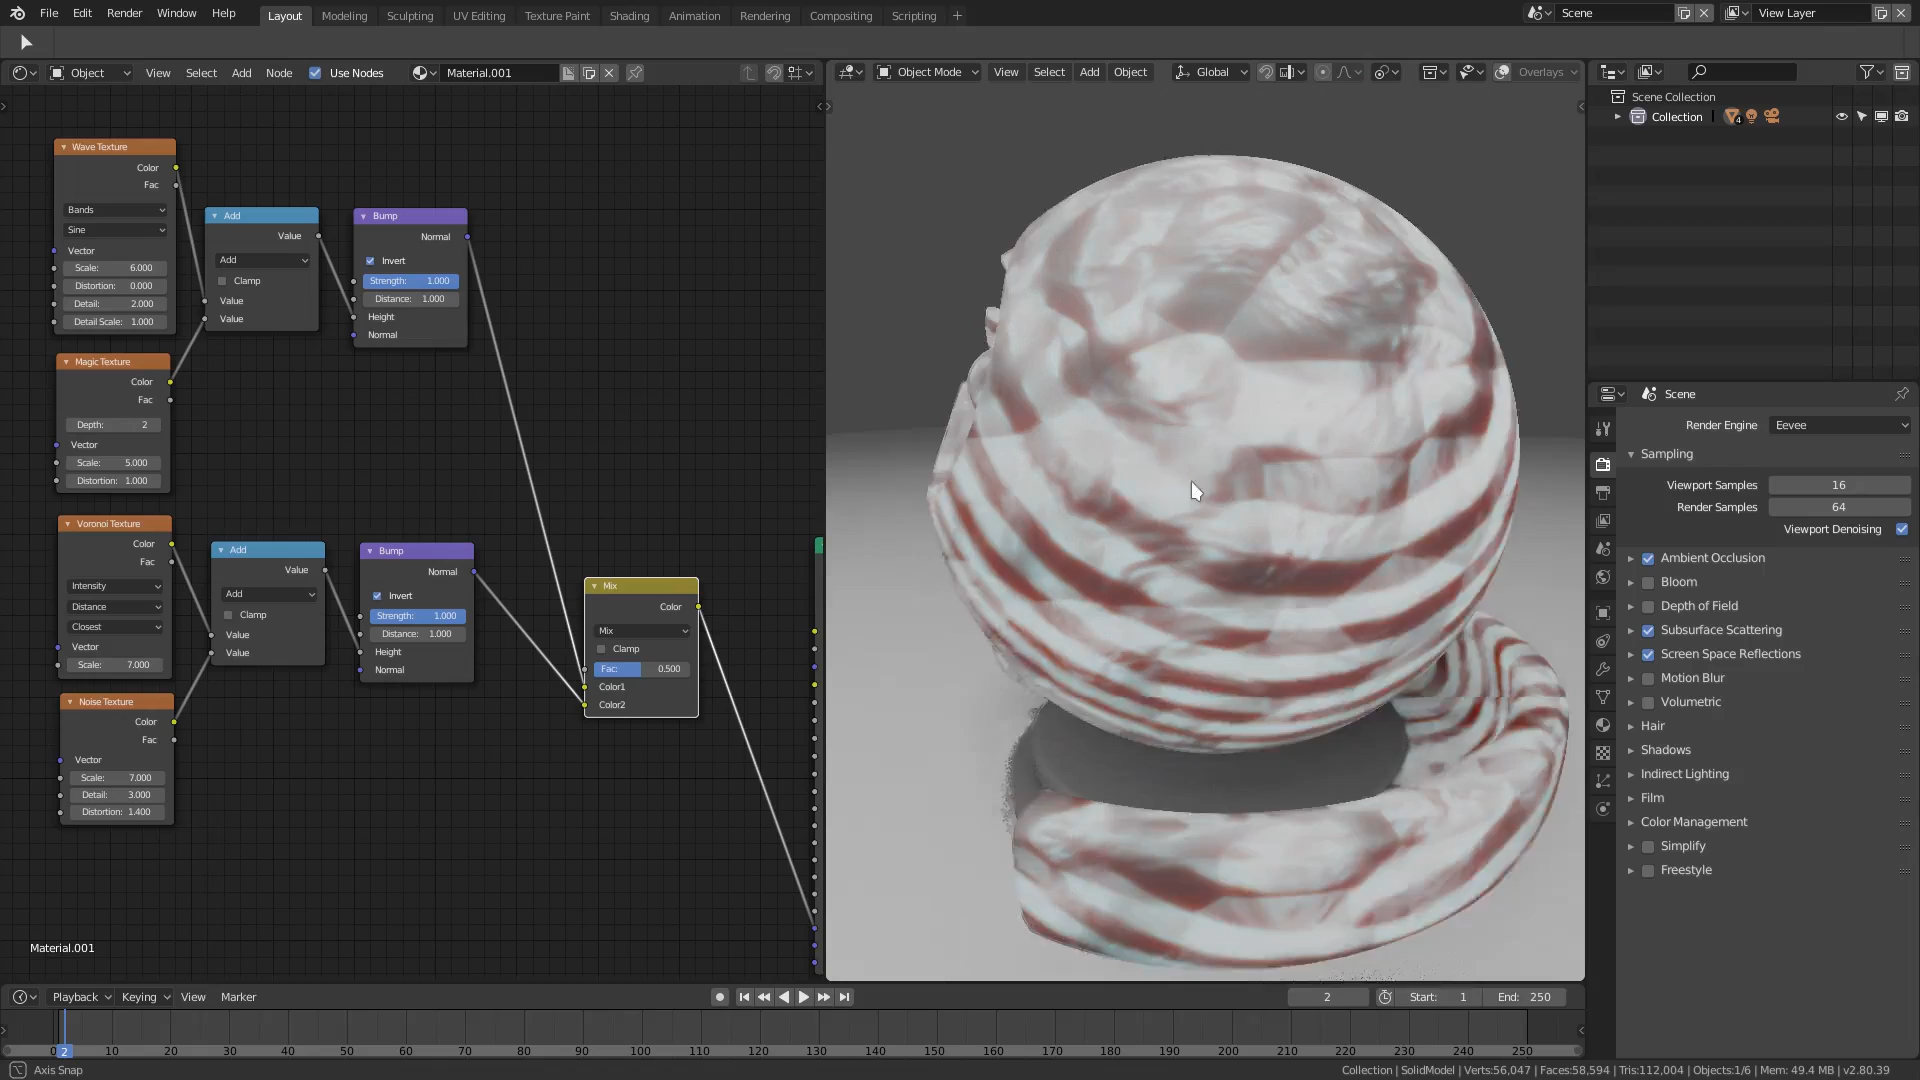 File Edit Render Window Help Layout Modeling Sculpting UV Editing Texture Paint Shading Animation Rendering Compositing Scripting + Scene View Layer
Object View Select Add Node Use Nodes Material.001 Object Mode View Select Add Object Global Overlays
Scene Collection
Collection 4
Wave Texture
Color
Fac
Bands
Sine
Vector
Scale: 6.000
Distortion: 0.000
Detail: 2.000
Detail Scale: 1.000
Add
Value
Add
Clamp
Value
Value
Bump
Normal
Invert
Strength: 1.000
Distance: 1.000
Height
Normal
Magic Texture
Color
Fac
Depth: 2
Vector
Scale: 5.000
Distortion: 1.000
Voronoi Texture
Color
Fac
Intensity
Distance
Closest
Vector
Scale: 7.000
Add
Value
Add
Clamp
Value
Value
Bump
Normal
Invert
Strength: 1.000
Distance: 1.000
Height
Normal
Mix
Color
Mix
Clamp
Fac: 0.500
Color1
Color2
Noise Texture
Color
Fac
Vector
Scale: 7.000
Detail: 3.000
Distortion: 1.400
Material.001
Scene
Render Engine Eevee
Sampling
Viewport Samples 16
Render Samples 64
Viewport Denoising
Ambient Occlusion
Bloom
Depth of Field
Subsurface Scattering
Screen Space Reflections
Motion Blur
Volumetric
Hair
Shadows
Indirect Lighting
Film
Color Management
Simplify
Freestyle
Playback Keying View Marker 2 Start: 1 End: 250
0 2 10 20 30 40 50 60 70 80 90 100 110 120 130 140 150 160 170 180 190 200 210 220 230 240 250
Axis Snap Collection | SolidModel | Verts:56,047 | Faces:58,594 | Tris:112,004 | Objects:1/6 | Mem: 49.4 MB | v2.80.39